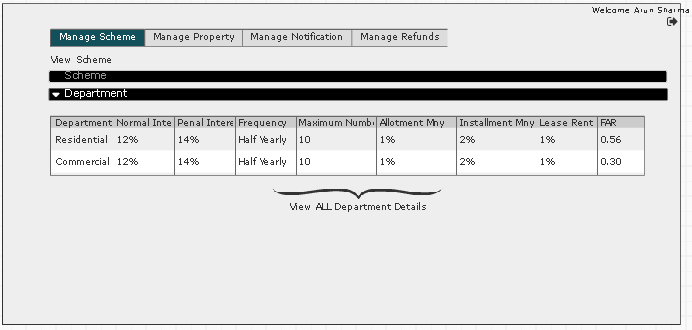 Welcome Arun Sharma
Manage Scheme Manage Property Manage Notification Manage Refunds
View Scheme
Scheme
Department
Department Normal Inte Penal Intere Frequency Maximum Numbe Allotment Mny Installment Mny Lease Rent FAR
Residential 12% 14% Half Yearly 10 1% 2% 1% 0.56
Commercial 12% 14% Half Yearly 10 1% 2% 1% 0.30
View ALL Department Details